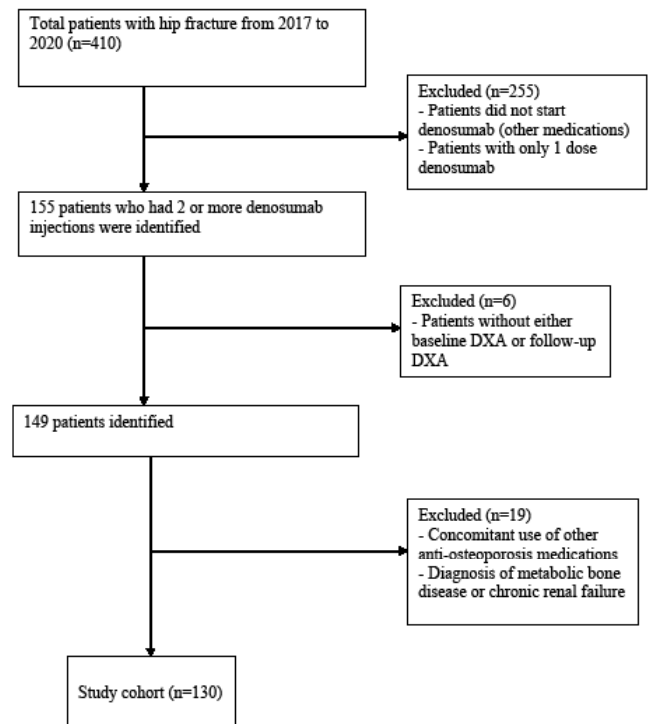 Total patients with hip fracture from 2017 to
2020 (n=410)
Excluded (n=255)
- Patients did not start
denosumab (other medications)
- Patients with only 1 dose
denosumab
155 patients who had 2 or more denosumab
injections were identified
Excluded (n=6)
- Patients without either
baseline DXA or follow-up
DXA
149 patients identified
Excluded (n=19)
- Concomitant use of other
anti-osteoporosis medications
- Diagnosis of metabolic bone
disease or chronic renal failure
Study cohort (n=130)